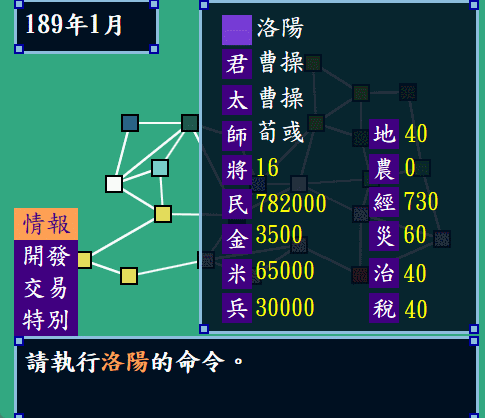 189年1月
洛陽
君 曹操
太 曹操
師 荀彧
將 16
民 782000
金 3500
米 65000
兵 30000
地 40
農 0
經 730
災 60
治 40
稅 40
情報
開發
交易
特別
請執行洛陽的命令。